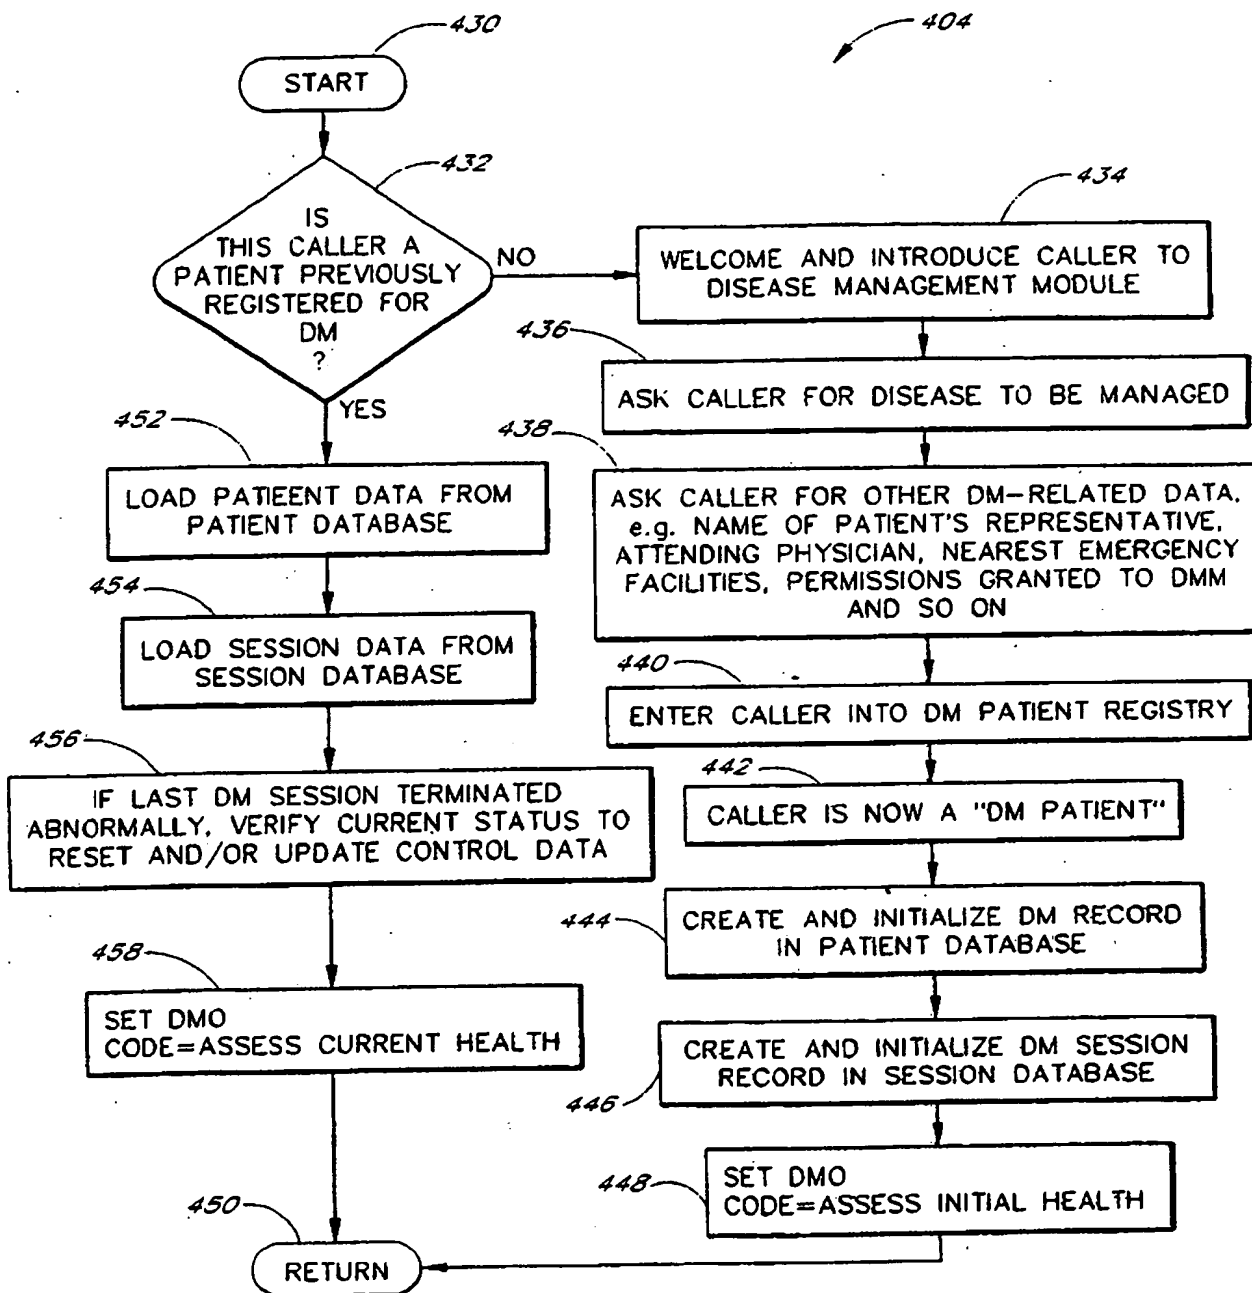 430
404
START
432
IS
THIS CALLER A
PATIENT PREVIOUSLY
REGISTERED FOR
DM
?
NO
YES
434
WELCOME AND INTRODUCE CALLER TO
DISEASE MANAGEMENT MODULE
436
ASK CALLER FOR DISEASE TO BE MANAGED
438
ASK CALLER FOR OTHER DM-RELATED DATA.
e.g. NAME OF PATIENT'S REPRESENTATIVE,
ATTENDING PHYSICIAN, NEAREST EMERGENCY
FACILITIES, PERMISSIONS GRANTED TO DMM
AND SO ON
440
ENTER CALLER INTO DM PATIENT REGISTRY
442
CALLER IS NOW A "DM PATIENT"
444
CREATE AND INITIALIZE DM RECORD
IN PATIENT DATABASE
446
CREATE AND INITIALIZE DM SESSION
RECORD IN SESSION DATABASE
448
SET DMO
CODE=ASSESS INITIAL HEALTH
452
LOAD PATIEENT DATA FROM
PATIENT DATABASE
454
LOAD SESSION DATA FROM
SESSION DATABASE
456
IF LAST DM SESSION TERMINATED
ABNORMALLY, VERIFY CURRENT STATUS TO
RESET AND/OR UPDATE CONTROL DATA
458
SET DMO
CODE=ASSESS CURRENT HEALTH
450
RETURN